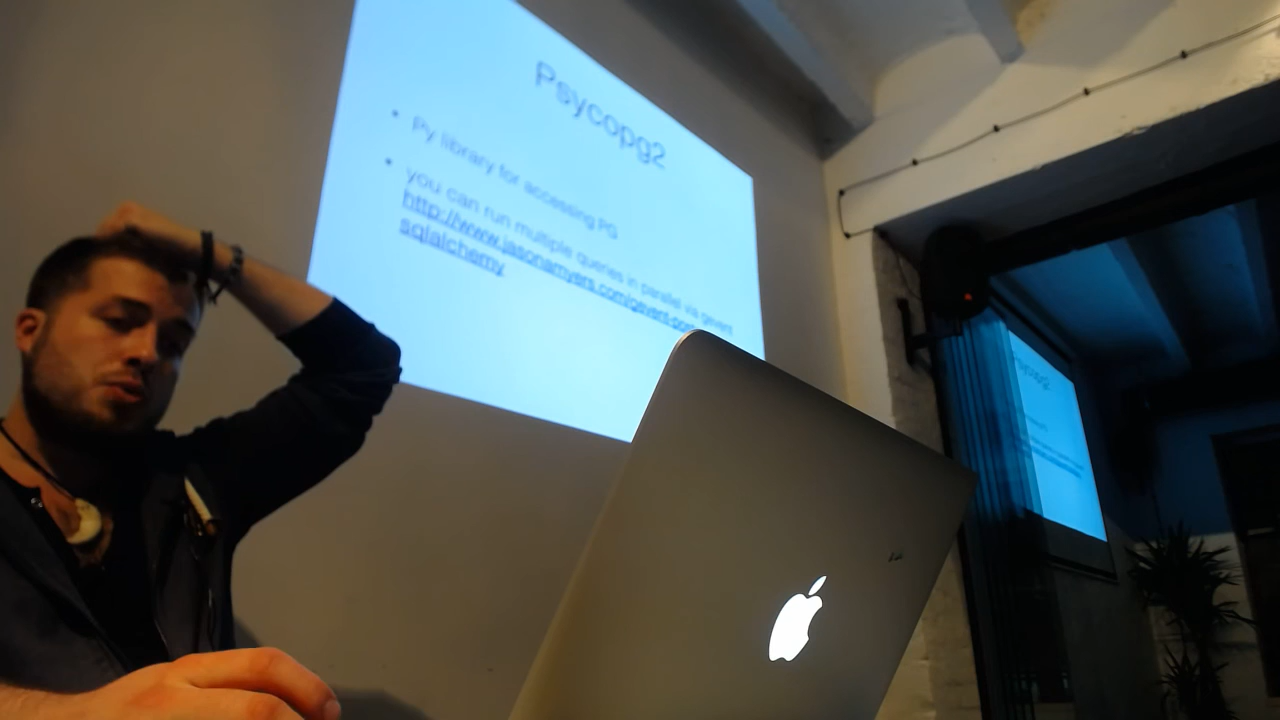 Psycopg2
• Py library for accessing PG
• you can run multiple queries in parallel via gevent
http://www.jasonamyers.com/gevent-
sqlalchemy
Psycopg2